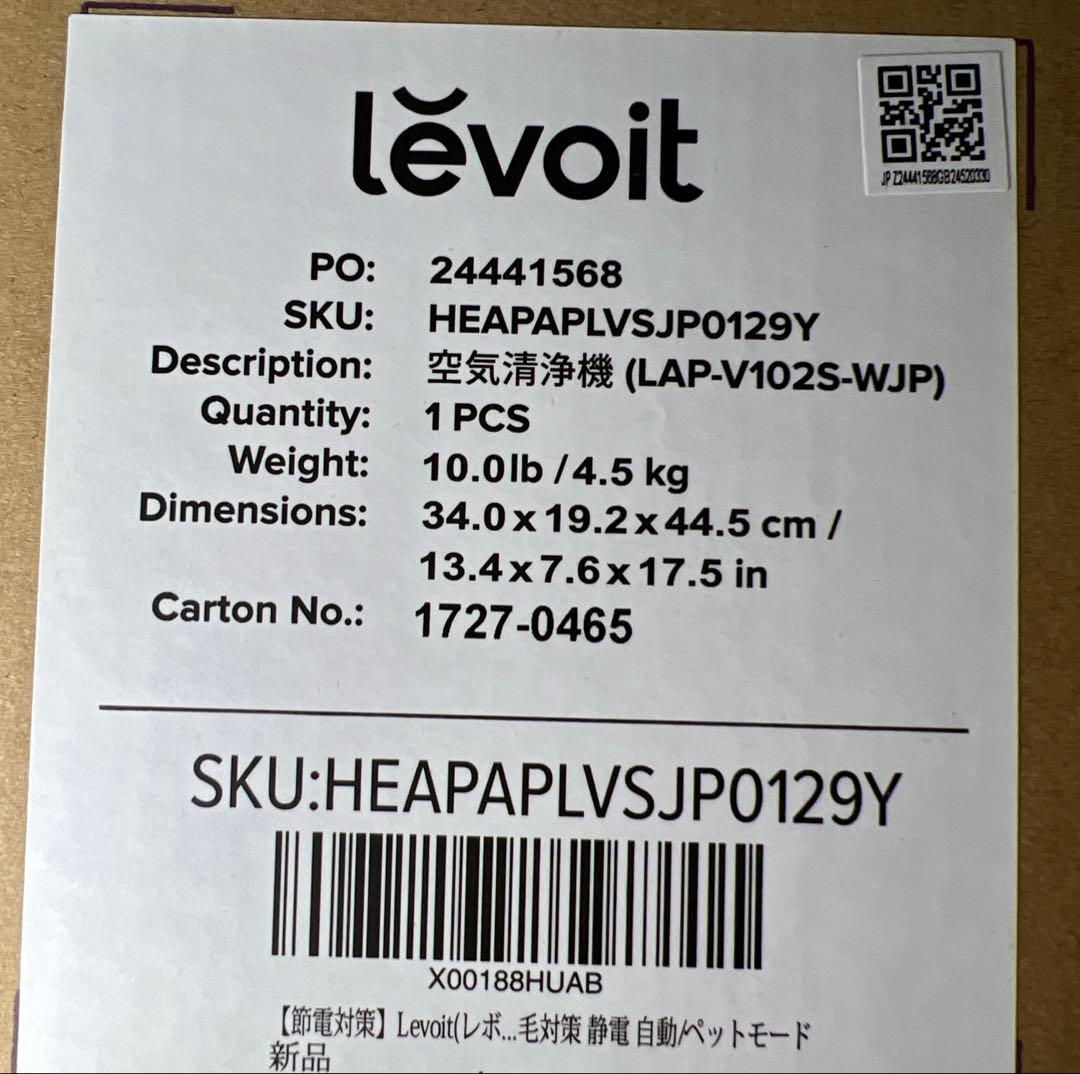 levoit
JP Z24441568GB24520330
PO: 24441568
SKU: HEAPAPLVSJP0129Y
Description: 空気清浄機 (LAP-V102S-WJP)
Quantity: 1 PCS
Weight: 10.0lb / 4.5 kg
Dimensions: 34.0 x 19.2 x 44.5 cm /
13.4 x 7.6 x 17.5 in
Carton No.: 1727-0465
SKU:HEAPAPLVSJP0129Y
X00188HUAB
【節電対策】Levoit(レボ...毛対策 静電 自動/ペットモード
新品